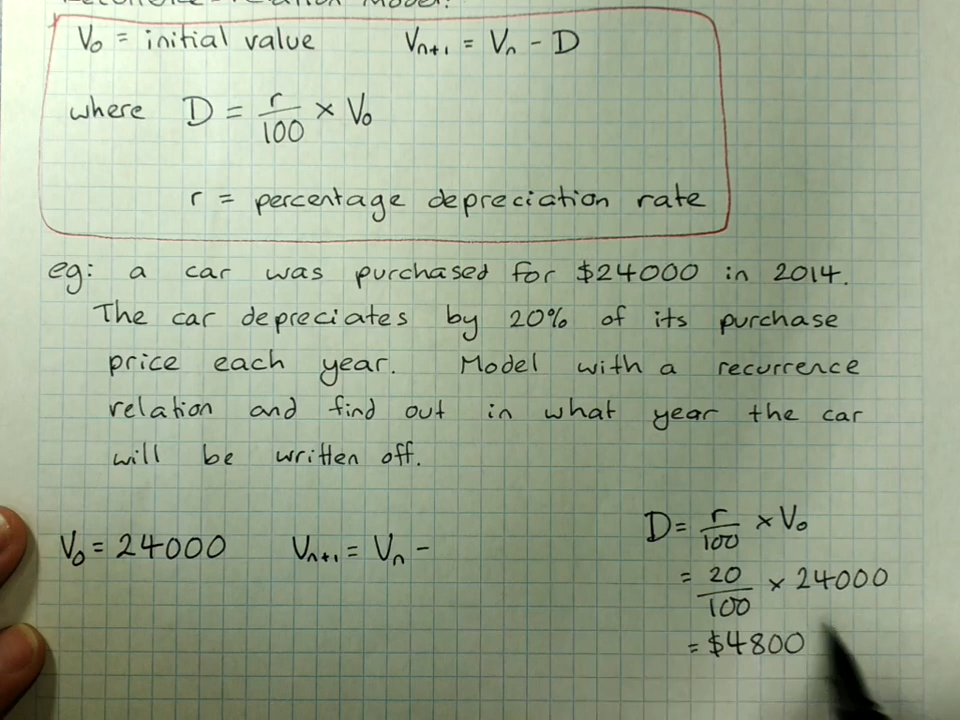 V₀ = initial value Vₙ₊₁ = Vₙ - D
where D = r/100 × V₀
r = percentage depreciation rate
eg: a car was purchased for $24000 in 2014.
The car depreciates by 20% of its purchase
price each year. Model with a recurrence
relation and find out in what year the car
will be written off.
V₀ = 24000 Vₙ₊₁ = Vₙ -
D = r/100 × V₀
= 20/100 × 24000
= $4800